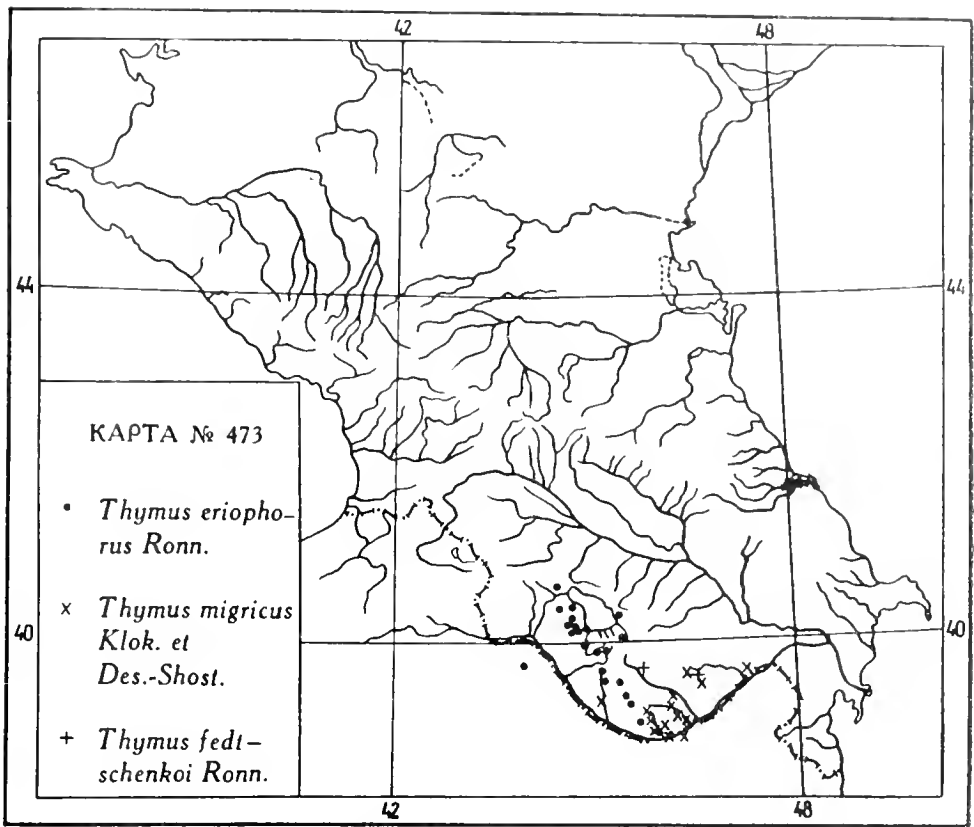 42 48
44 44
КАРТА № 473
• Thymus eriopho-
rus Ronn.
× Thymus migricus
Klok. et
Des.-Shost.
+ Thymus fedt-
schenkoi Ronn.
40 40
42 48